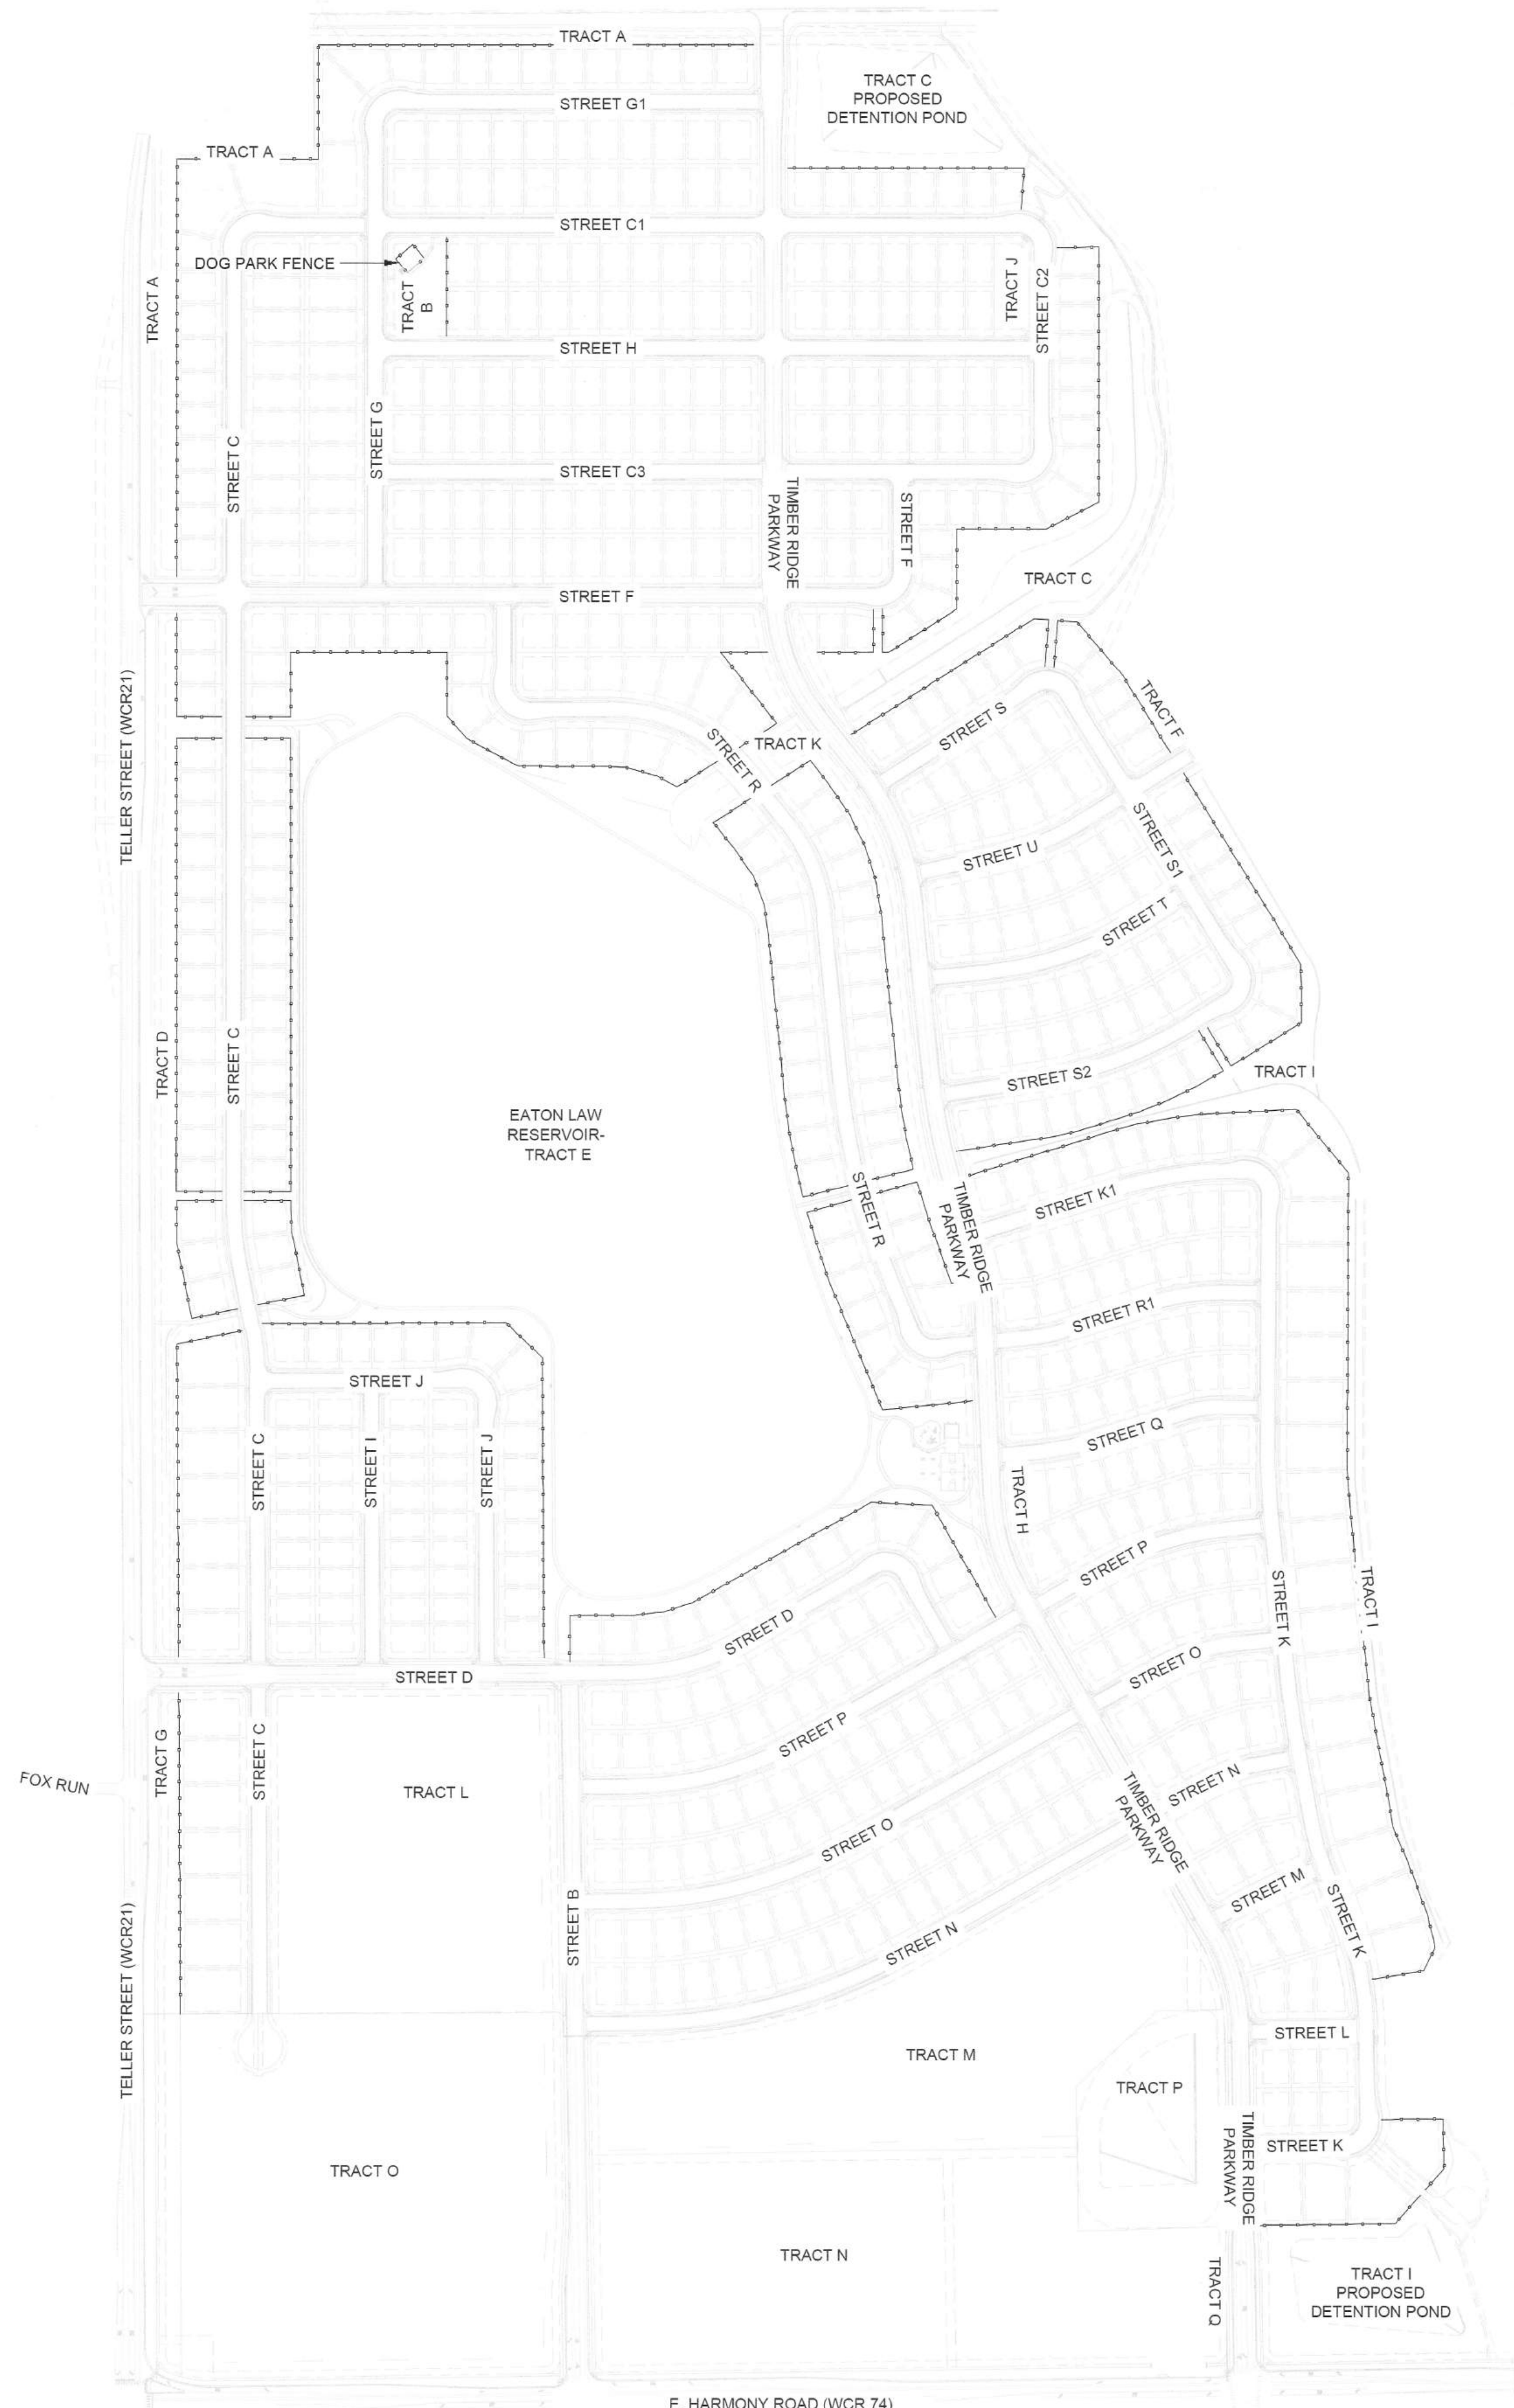 TRACT A
TRACT C
PROPOSED
DETENTION POND
STREET G1
TRACT A
STREET C1
DOG PARK FENCE
TRACT
B
TRACT A
TRACT J
STREET C2
STREET H
STREET G
STREET C
STREET C3
TIMBER RIDGE
PARKWAY
STREET F
TRACT C
STREET F
TELLER STREET (WCR21)
TRACT F
STREET S
STREET R
TRACT K
STREET U
STREET S1
STREET T
TRACT D
STREET C
STREET S2
TRACT I
EATON LAW
RESERVOIR-
TRACT E
STREET R
TIMBER RIDGE
PARKWAY
STREET K1
STREET R1
STREET J
STREET C
STREET I
STREET J
STREET Q
TRACT H
STREET P
STREET K
TRACT I
STREET D
STREET O
STREET D
STREET P
TRACT G
STREET C
FOX RUN
TRACT L
TIMBER RIDGE
PARKWAY
STREET N
STREET O
STREET M
STREET K
STREET B
STREET N
TELLER STREET (WCR21)
STREET L
TRACT M
TRACT P
TIMBER RIDGE
PARKWAY
STREET K
TRACT O
TRACT N
TRACT Q
TRACT I
PROPOSED
DETENTION POND
E. HARMONY ROAD (WCR 74)